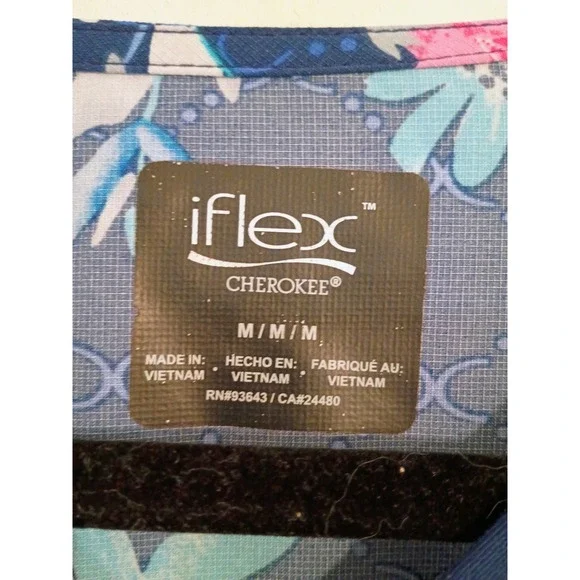 iflex™
CHEROKEE®
M / M / M
MADE IN: • HECHO EN: • FABRIQUÉ AU:
VIETNAM VIETNAM VIETNAM
RN#93643 / CA#24480